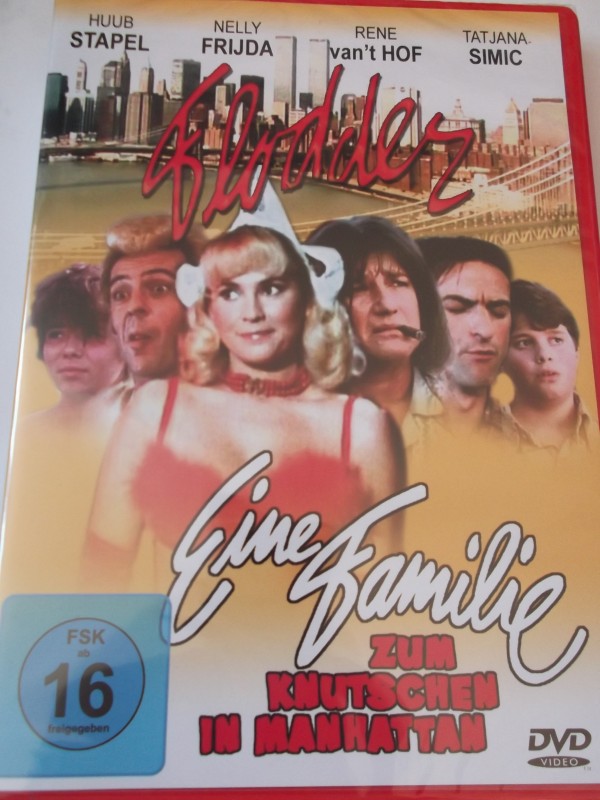 HUUB STAPEL
NELLY FRIJDA
RENE van't HOF
TATJANA SIMIC
Flodder
Eine Familie
ZUM
KNUTSCHEN
IN MANHATTAN
FSK
ab
16
freigegeben
DVD
VIDEO